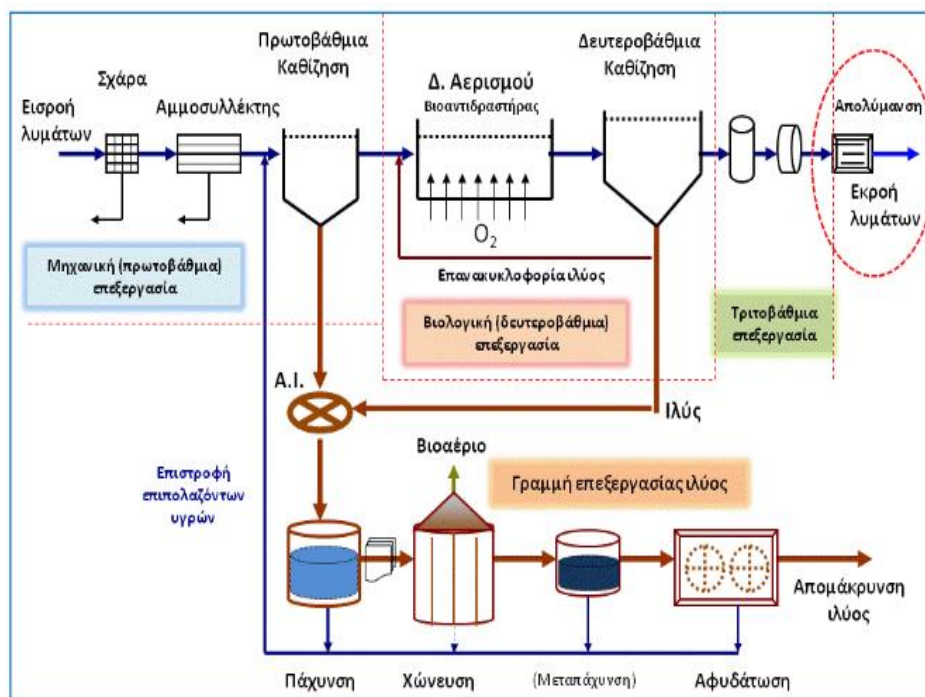 Πρωτοβάθμια
Καθίζηση
Δευτεροβάθμια
Καθίζηση
Σχάρα
Δ. Αερισμού
Βιοαντιδραστήρας
Εισροή
λυμάτων
Αμμοσυλλέκτης
Απολύμανση
Εκροή
λυμάτων
O2
Μηχανική (πρωτοβάθμια)
επεξεργασία
Επανακυκλοφορία ιλύος
Βιολογική (δευτεροβάθμια)
επεξεργασία
Τριτοβάθμια
επεξεργασία
Α.Ι.
Ιλύς
Βιοαέριο
Γραμμή επεξεργασίας ιλύος
Επιστροφή
επιπολαζόντων
υγρών
Απομάκρυνση
ιλύος
Πάχυνση
Χώνευση
(Μεταπάχυνση)
Αφυδάτωση